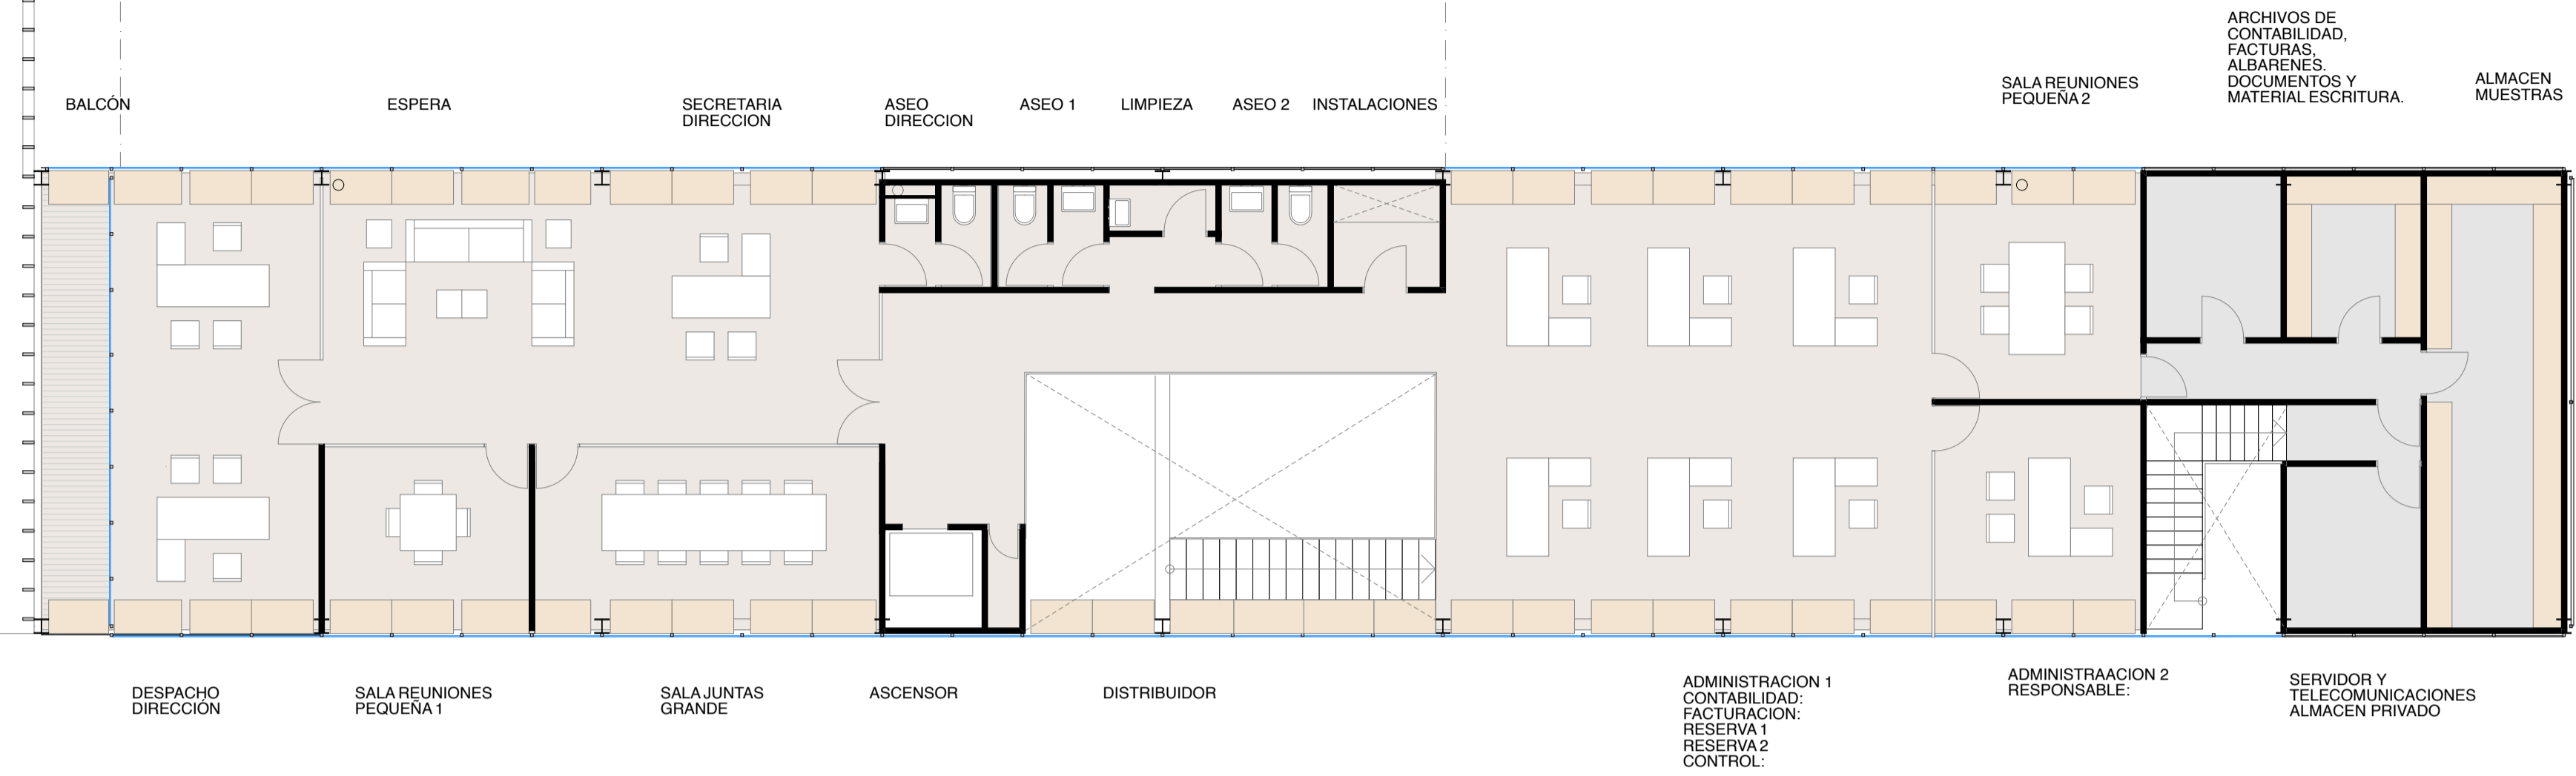 BALCÓN
ESPERA
SECRETARIA
DIRECCION
ASEO
DIRECCION
ASEO 1
LIMPIEZA
ASEO 2
INSTALACIONES
SALA REUNIONES
PEQUEÑA 2
ARCHIVOS DE
CONTABILIDAD,
FACTURAS,
ALBARENES.
DOCUMENTOS Y
MATERIAL ESCRITURA.
ALMACEN
MUESTRAS
DESPACHO
DIRECCIÓN
SALA REUNIONES
PEQUEÑA 1
SALA JUNTAS
GRANDE
ASCENSOR
DISTRIBUIDOR
ADMINISTRACION 1
CONTABILIDAD:
FACTURACION:
RESERVA 1
RESERVA 2
CONTROL:
ADMINISTRAACION 2
RESPONSABLE:
SERVIDOR Y
TELECOMUNICACIONES
ALMACEN PRIVADO